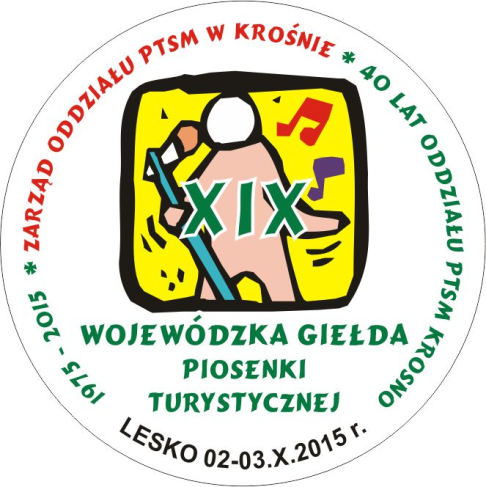 ZARZĄD ODDZIAŁU PTSM W KROŚNIE * 40 LAT ODDZIAŁU PTSM KROSNO
1975 - 2015 *
XIX
WOJEWÓDZKA GIEŁDA
PIOSENKI
TURYSTYCZNEJ
LESKO 02-03.X.2015 r.